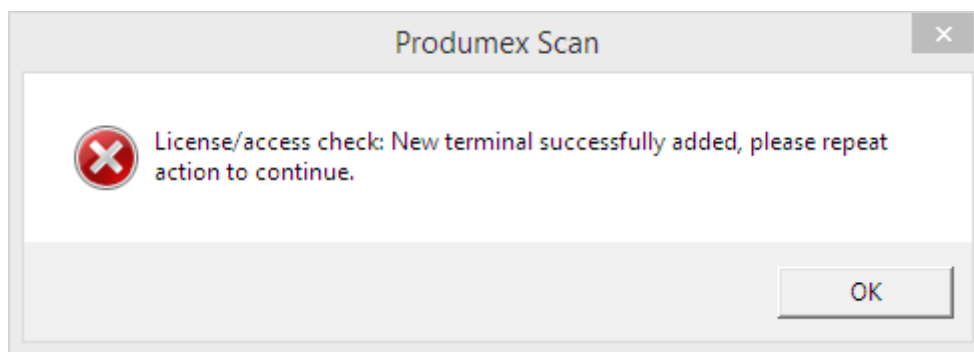 Produmex Scan
License/access check: New terminal successfully added, please repeat
action to continue.
OK